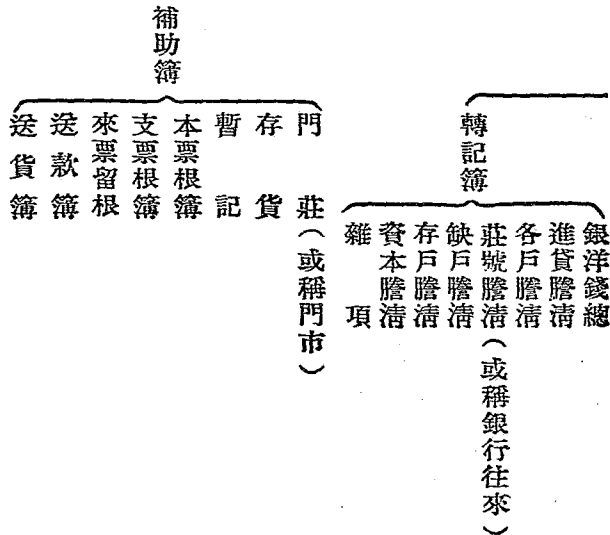 轉記簿
銀洋錢總
進貨謄清
各戶謄清
莊號謄清（或稱銀行往來）
缺戶謄清
存戶謄清
資本謄清
雜項
補助簿
門莊（或稱門市）
存貨
暫記
本票根簿
支票根簿
來票留根
送款簿
送貨簿